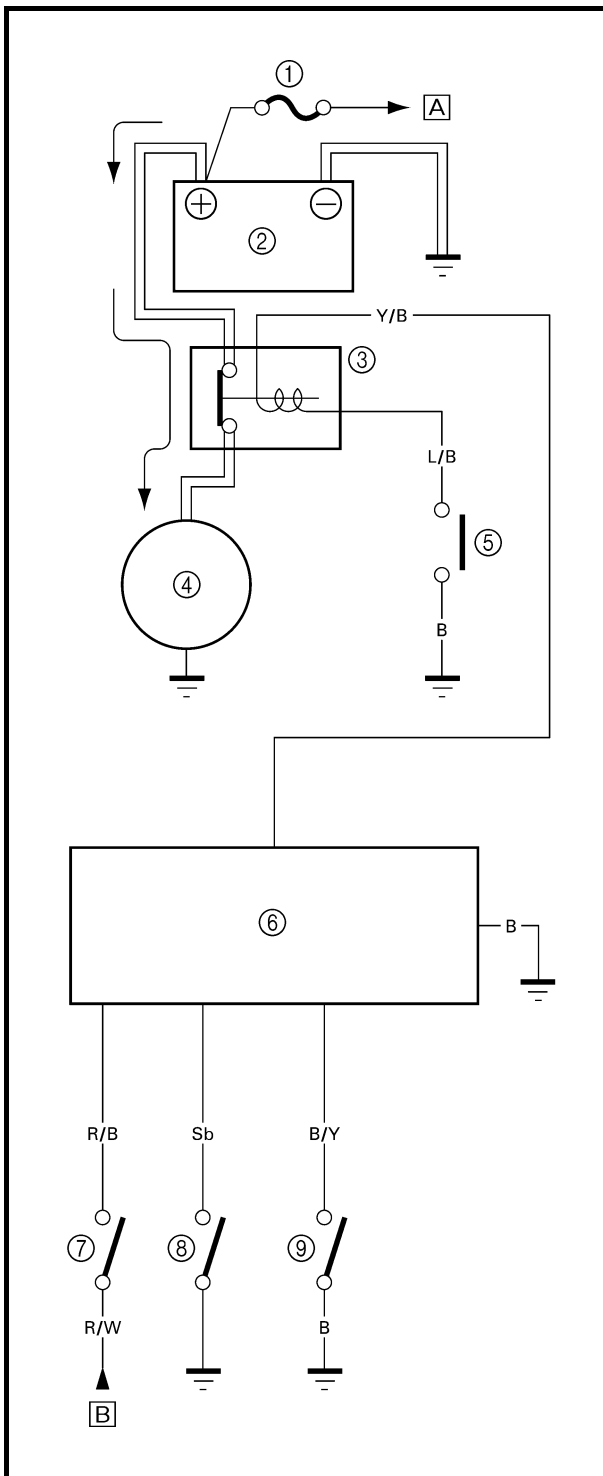 ①
A
+
−
②
Y/B
③
L/B
⑤
④
B
⑥
B
R/B
Sb
B/Y
⑦
⑧
⑨
R/W
B
B